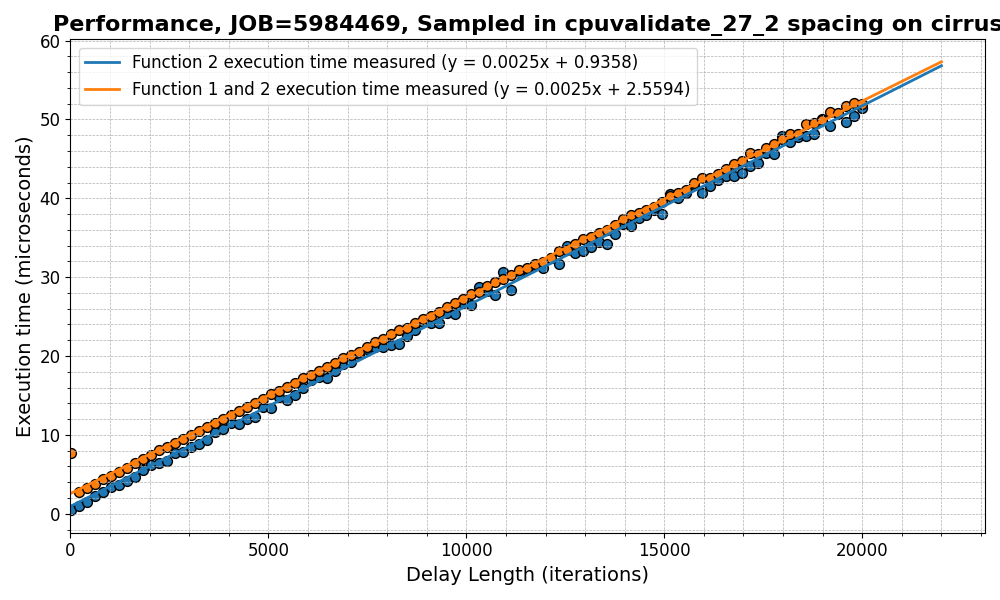 Performance, JOB=5984469, Sampled in cpuvalidate_27_2 spacing on cirrus
Function 2 execution time measured (y = 0.0025x + 0.9358)
Function 1 and 2 execution time measured (y = 0.0025x + 2.5594)
Execution time (microseconds)
60
50
40
30
20
10
0
0 5000 10000 15000 20000
Delay Length (iterations)